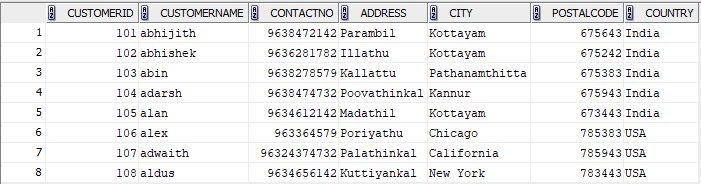 CUSTOMERID CUSTOMERNAME CONTACTNO ADDRESS CITY POSTALCODE COUNTRY
1 101 abhijith 9638472142 Parambil Kottayam 675643 India
2 102 abhishek 9636281782 Illathu Kottayam 675242 India
3 103 abin 9638278579 Kallattu Pathanamthitta 675383 India
4 104 adarsh 9638474732 Poovathinkal Kannur 675943 India
5 105 alan 9634612142 Madathil Kottayam 673443 India
6 106 alex 963364579 Poriyathu Chicago 785383 USA
7 107 adwaith 96324374732 Palathinkal California 785943 USA
8 108 aldus 9634656142 Kuttiyankal New York 783443 USA